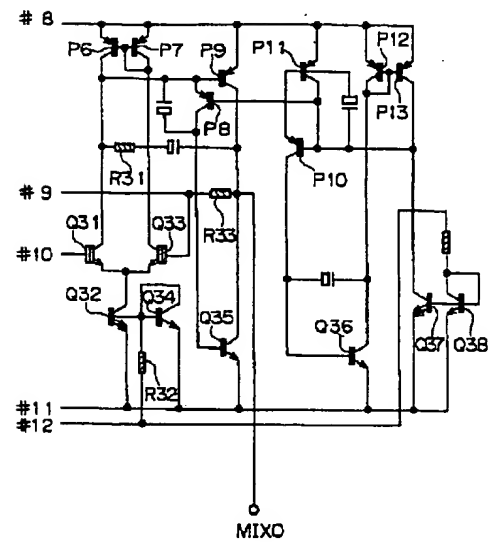 #8
P6
P7
P9
P11
P12
P8
P13
R31
P10
#9
Q31
Q33
R33
#10
Q32
Q34
Q35
Q36
Q37
Q38
R32
#11
#12
MIXO